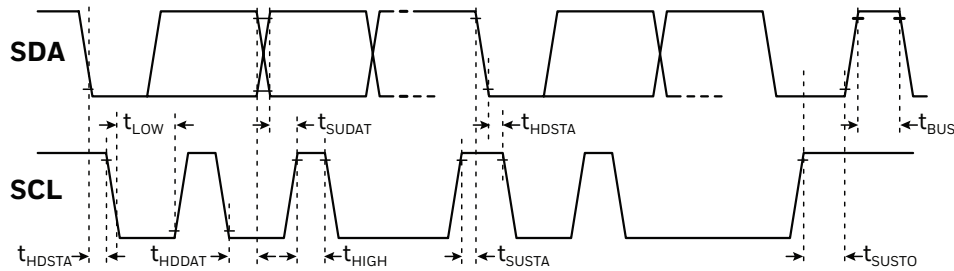 SDA
tLOW tSUDAT tHDSTA tBUS
SCL
tHDSTA tHDDAT tHIGH tSUSTA tSUSTO